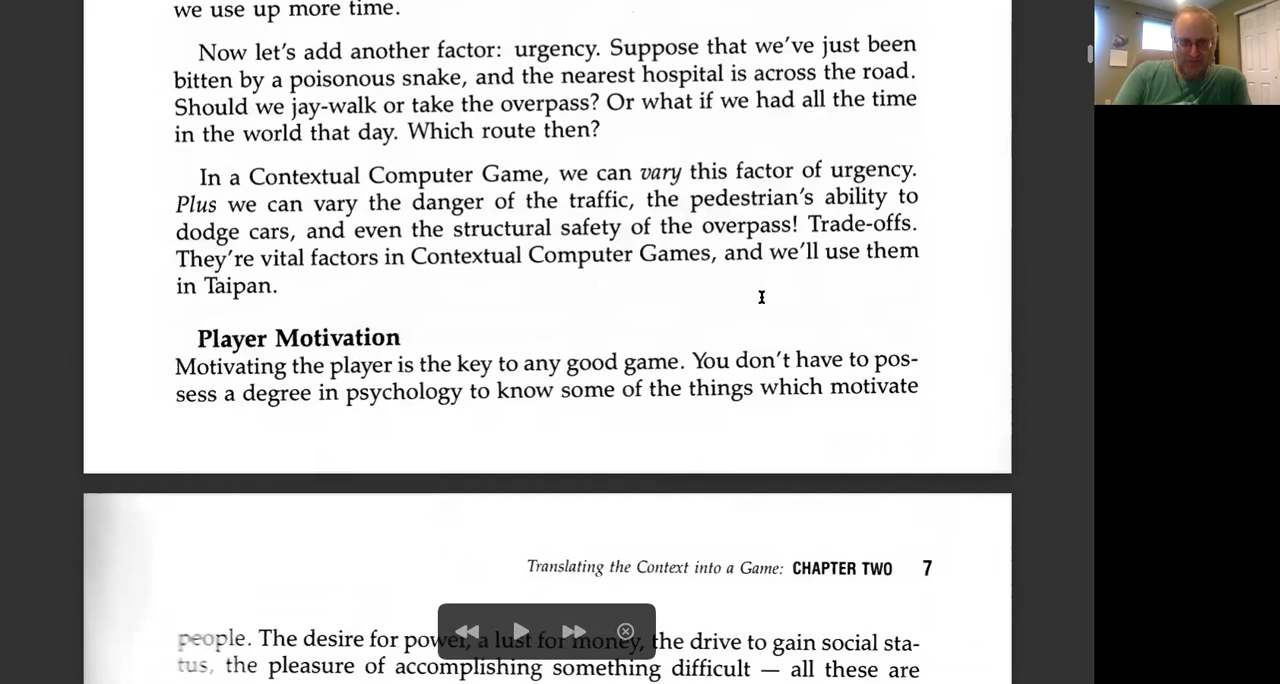 we use up more time.
Now let's add another factor: urgency. Suppose that we've just been
bitten by a poisonous snake, and the nearest hospital is across the road.
Should we jay-walk or take the overpass? Or what if we had all the time
in the world that day. Which route then?
In a Contextual Computer Game, we can vary this factor of urgency.
Plus we can vary the danger of the traffic, the pedestrian's ability to
dodge cars, and even the structural safety of the overpass! Trade-offs.
They're vital factors in Contextual Computer Games, and we'll use them
in Taipan.
Player Motivation
Motivating the player is the key to any good game. You don't have to pos-
sess a degree in psychology to know some of the things which motivate
Translating the Context into a Game: CHAPTER TWO 7
people. The desire for power, a lust for money, the drive to gain social sta-
tus, the pleasure of accomplishing something difficult — all these are